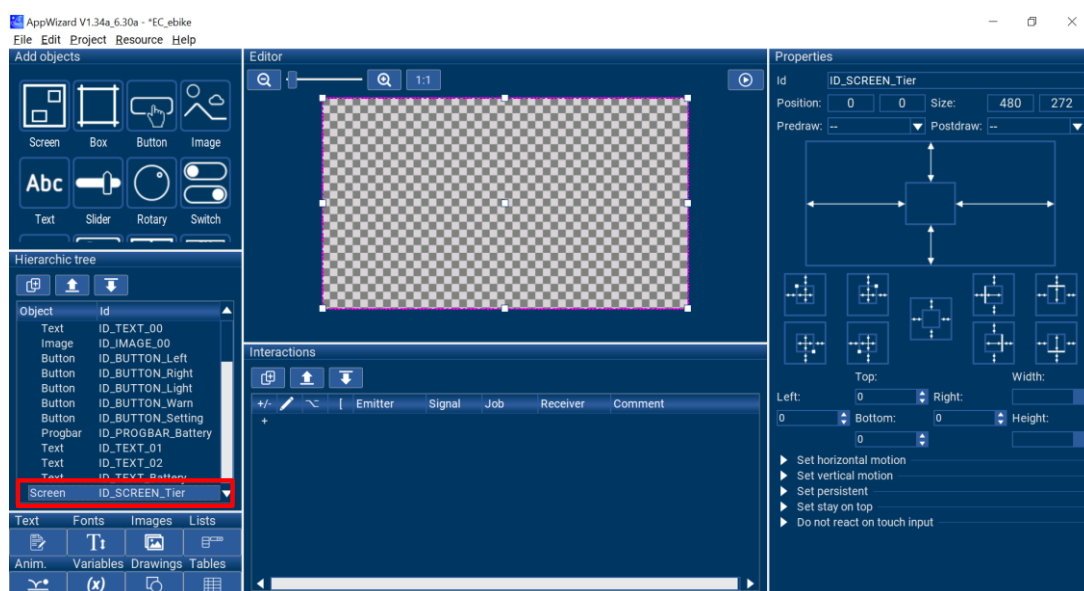 AppWizard V1.34a_6.30a - *EC_ebike
File Edit Project Resource Help
Add objects
Screen Box Button Image
Abc
Text Slider Rotary Switch
Hierarchic tree
Object Id
Text ID_TEXT_00
Image ID_IMAGE_00
Button ID_BUTTON_Left
Button ID_BUTTON_Right
Button ID_BUTTON_Light
Button ID_BUTTON_Warn
Button ID_BUTTON_Setting
Progbar ID_PROGBAR_Battery
Text ID_TEXT_01
Text ID_TEXT_02
Text ID_TEXT_Battery
Screen ID_SCREEN_Tier
Text Fonts Images Lists
Anim. Variables Drawings Tables
(x)
Editor
1:1
Interactions
+/- [ Emitter Signal Job Receiver Comment
+
Properties
Id ID_SCREEN_Tier
Position: 0 0 Size: 480 272
Predraw: -- Postdraw: --
Top: Width:
Left: 0 Right:
0 Bottom: 0 Height:
0
Set horizontal motion
Set vertical motion
Set persistent
Set stay on top
Do not react on touch input